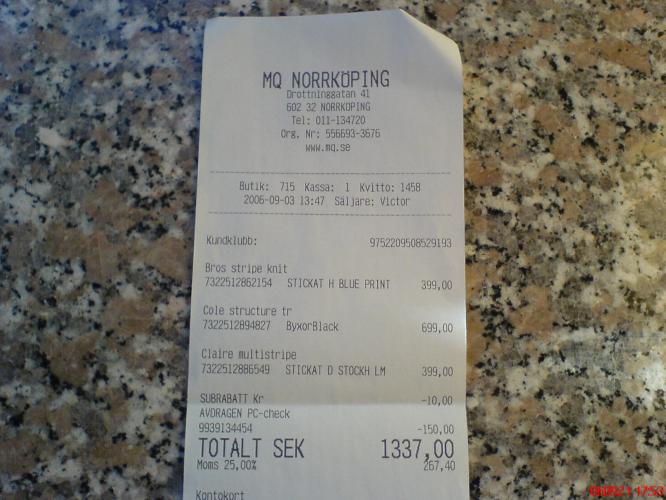 MQ NORRKÖPING
Drottninggatan 41
602 32 NORRKÖPING
Tel: 011-134720
Org. Nr: 556693-3676
www.mq.se
Butik: 715 Kassa: 1 Kvitto: 1458
2006-09-03 13:47 Säljare: Victor
Kundklubb: 9752209508529193
Bros stripe knit
7322512862154 STICKAT H BLUE PRINT 399,00
Cole structure tr
7322512894827 ByxorBlack 699,00
Claire multistripe
7322512886549 STICKAT D STOCKH LM 399,00
SUBRABATT Kr -10,00
AVDRAGEN PC-check
9939134454 -150,00
TOTALT SEK 1337,00
Moms 25,00% 267,40
Kontokort